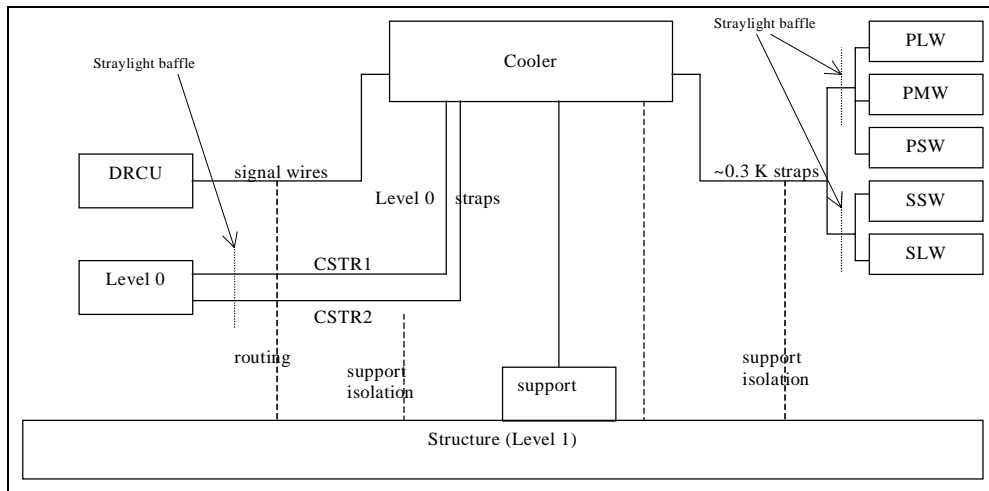 Straylight baffle
PLW
Cooler
Straylight baffle
PMW
PSW
DRCU
signal wires
~0.3 K straps
SSW
Level 0 straps
SLW
Level 0
CSTR1
CSTR2
routing
support
isolation
support
support
isolation
Structure (Level 1)